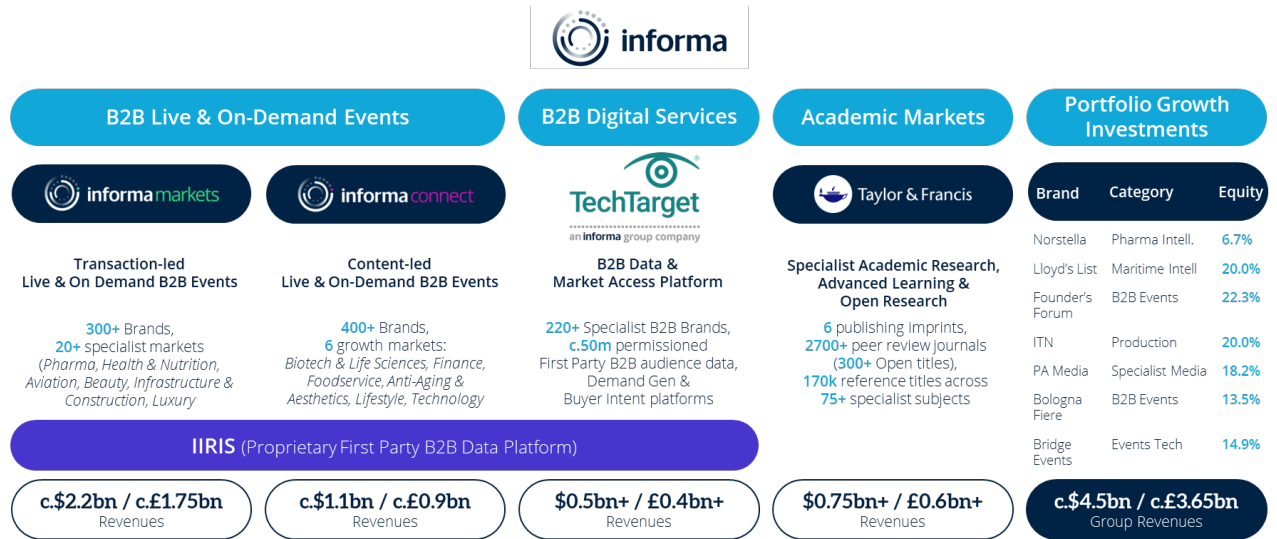 informa
B2B Live & On-Demand Events
B2B Digital Services
Academic Markets
Portfolio Growth
Investments
informa markets
Transaction-led
Live & On Demand B2B Events
300+ Brands,
20+ specialist markets
(Pharma, Health & Nutrition,
Aviation, Beauty, Infrastructure &
Construction, Luxury
informa connect
Content-led
Live & On-Demand B2B Events
400+ Brands,
6 growth markets:
Biotech & Life Sciences, Finance,
Foodservice, Anti-Aging &
Aesthetics, Lifestyle, Technology
TechTarget®
an informa group company
B2B Data &
Market Access Platform
220+ Specialist B2B Brands,
c.50m permissioned
First Party B2B audience data,
Demand Gen &
Buyer Intent platforms
Taylor & Francis
Specialist Academic Research,
Advanced Learning &
Open Research
6 publishing imprints,
2700+ peer review journals
(300+ Open titles),
170k reference titles across
75+ specialist subjects
Brand Category Equity
Norstella Pharma Intell. 6.7%
Lloyd's List Maritime Intell 20.0%
Founder's B2B Events 22.3%
Forum
ITN Production 20.0%
PA Media Specialist Media 18.2%
Bologna B2B Events 13.5%
Fiere
Bridge Events Tech 14.9%
Events
IIRIS (Proprietary First Party B2B Data Platform)
c.$2.2bn / c.£1.75bn
Revenues
c.$1.1bn / c.£0.9bn
Revenues
$0.5bn+ / £0.4bn+
Revenues
$0.75bn+ / £0.6bn+
Revenues
c.$4.5bn / c.£3.65bn
Group Revenues